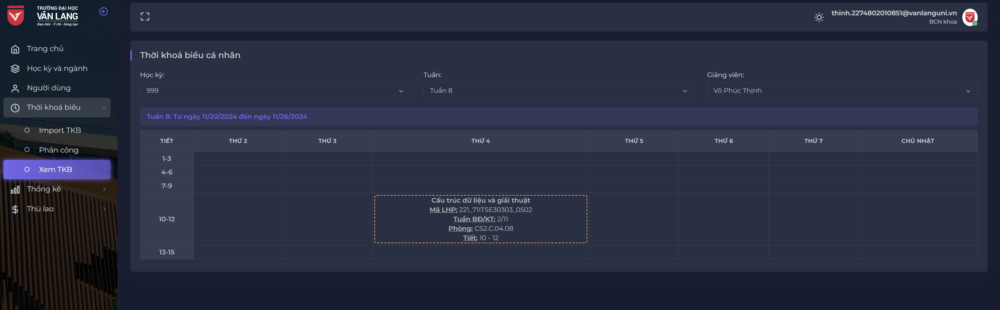 TRƯỜNG ĐẠI HỌC
VĂN LANG
Đạo đức - Ý chí - Sáng tạo
Trang chủ
Học kỳ và ngành
Người dùng
Thời khoá biểu
Import TKB
Phân công
Xem TKB
Thống kê
Thù lao
thinh.2274802010851@vanlanguni.vn
BCN khoa
Thời khoá biểu cá nhân
Học kỳ: Tuần: Giảng viên:
999 Tuần 8 Võ Phúc Thịnh
Tuần 8: Từ ngày 11/20/2024 đến ngày 11/26/2024
TIẾT THỨ 2 THỨ 3 THỨ 4 THỨ 5 THỨ 6 THỨ 7 CHỦ NHẬT
1-3
4-6
7-9
10-12
Cấu trúc dữ liệu và giải thuật
Mã LHP: 221_71ITSE30303_0502
Tuần BĐ/KT: 2/11
Phòng: CS2.C.04.08
Tiết: 10 - 12
13-15